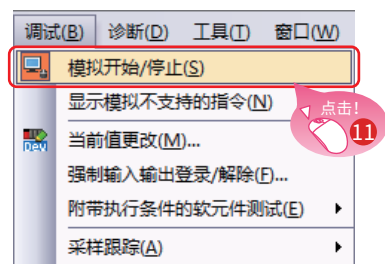 调试(B) 诊断(D) 工具(T) 窗口(W)
模拟开始/停止(S)
显示模拟不支持的指令(N)
点击!
11
DEV 当前值更改(M)...
强制输入输出登录/解除(F)...
附带执行条件的软元件测试(E)
采样跟踪(A)